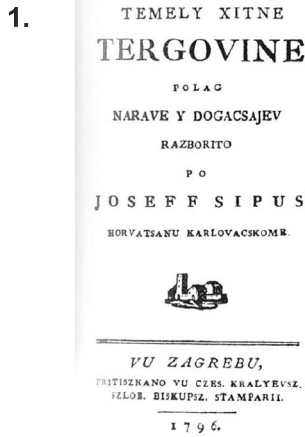 1.
TEMELY XITNE
TERGOVINE
POLAG
NARAVE Y DOGACSAJEV
RAZBORITO
PO
JOSEFF SIPUS
HORVATSANU KARLOVACSKOME.
VU ZAGREBU,
PRITISZKANO VU CZES. KRALYEVSZ.
SZLOB. BISKUPSZ. STAMPARII.
1796.